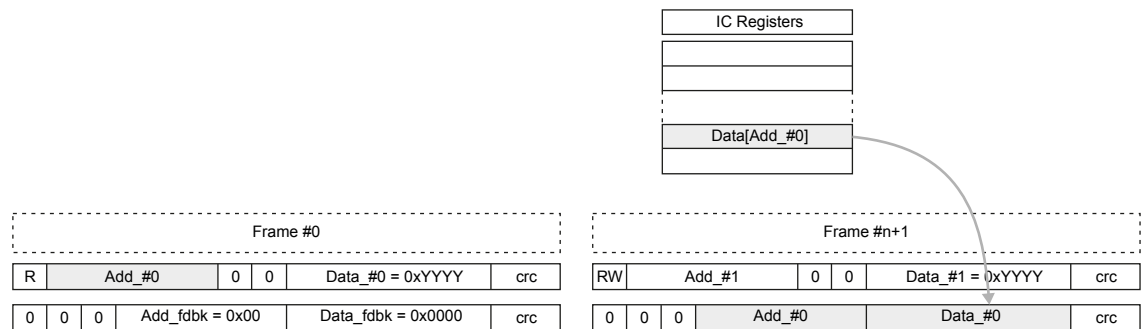 IC Registers
Data[Add_#0]
Frame #0 Frame #n+1
R Add_#0 0 0 Data_#0 = 0xYYYY crc RW Add_#1 0 0 Data_#1 = 0xYYYY crc
0 0 0 Add_fdbk = 0x00 Data_fdbk = 0x0000 crc 0 0 0 Add_#0 Data_#0 crc